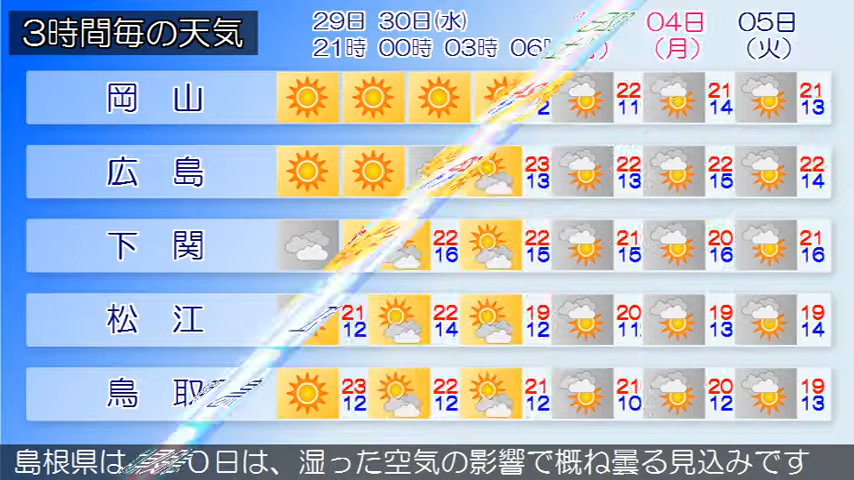 3時間毎の天気
29日 30日(水) 04日 05日
21時 00時 03時 06 (月) (火)
岡 山 2 22 11 21 14 21 13
広 島 23 13 22 13 22 15 22 14
下 関 22 16 22 15 21 15 20 16 21 16
松 江 21 12 22 14 19 12 20 11 19 13 19 14
鳥 取 23 12 22 12 21 12 21 10 20 12 19 13
島根県は 0日は、湿った空気の影響で概ね曇る見込みです